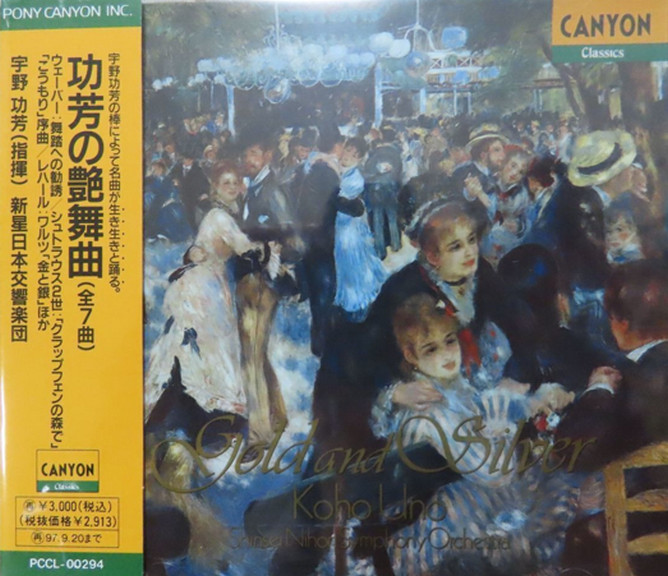 PONY CANYON INC.
宇野功芳の棒によって名曲が生き生きと踊る。
功芳の艶舞曲(全7曲)
ウェーバー:舞踏への勧誘/シュトラウス2世:「クラップフェンの森で」
「こうもり」序曲/レハール:ワルツ「金と銀」ほか
宇野 功芳(指揮) 新星日本交響楽団
CANYON
Classics
再¥3,000(税込)
(税抜価格¥2,913)
再97.9.20まで
PCCL-00294
CANYON
Classics
Gold and Silver
Koho Uno
Shinsei Nihon Symphony Orchestra